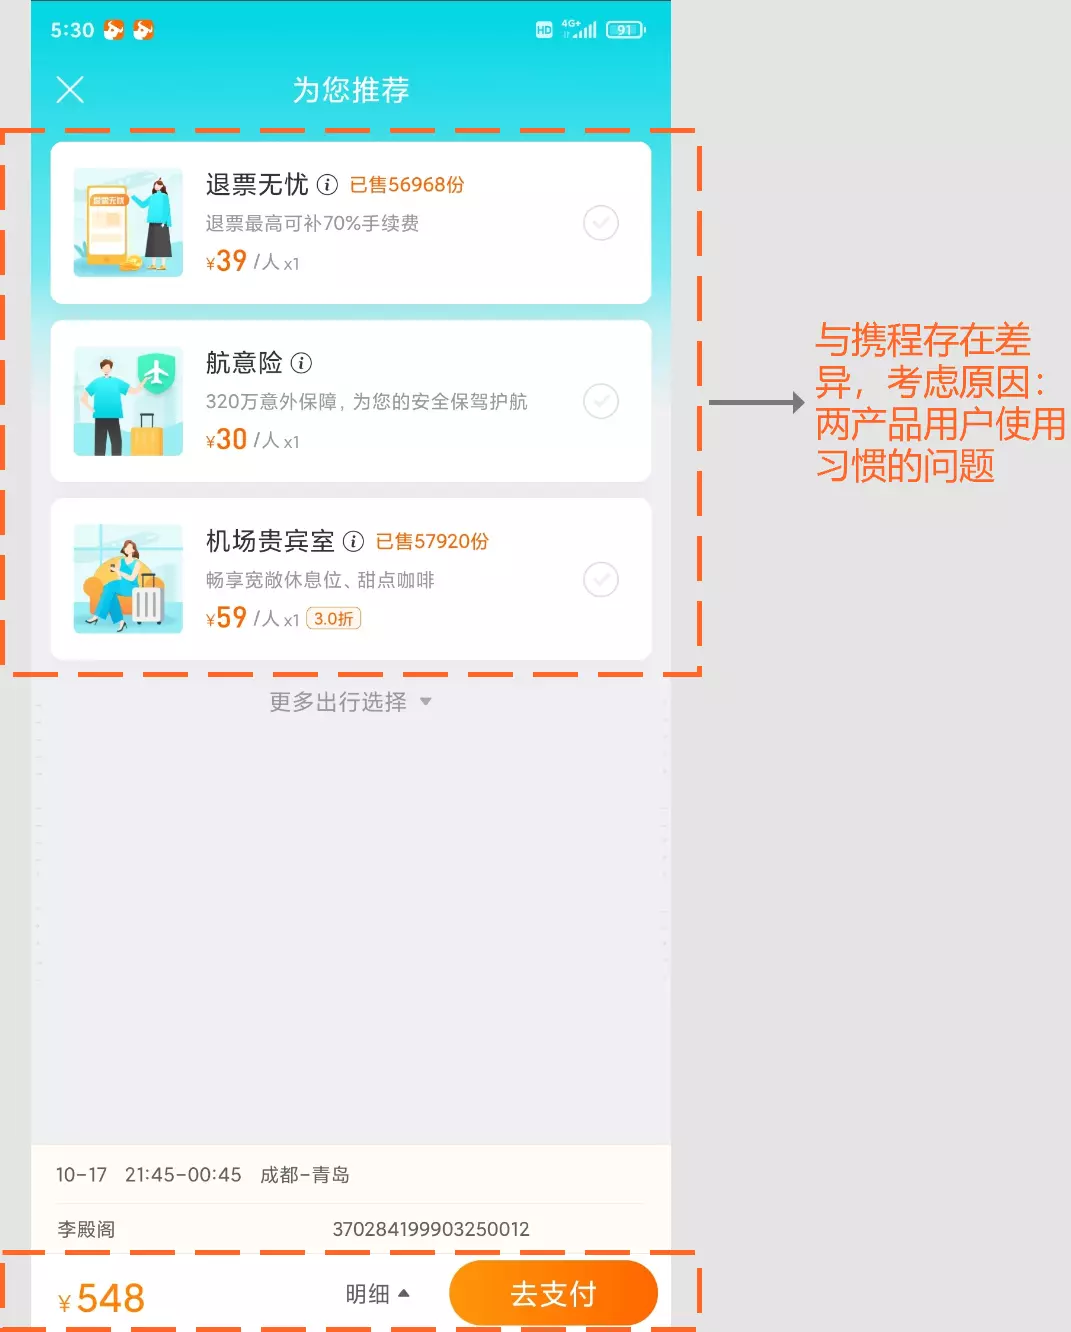 5:30
HD 4G+ 91
为您推荐
退票无忧
退票无忧 已售56968份
退票最高可补70%手续费
¥39 /人 x1
航意险
320万意外保障，为您的安全保驾护航
¥30 /人 x1
机场贵宾室 已售57920份
畅享宽敞休息位、甜点咖啡
¥59 /人 x1 3.0折
更多出行选择
与携程存在差
异，考虑原因：
两产品用户使用
习惯的问题
10-17 21:45-00:45 成都-青岛
李殿阁 370284199903250012
¥548 明细 去支付